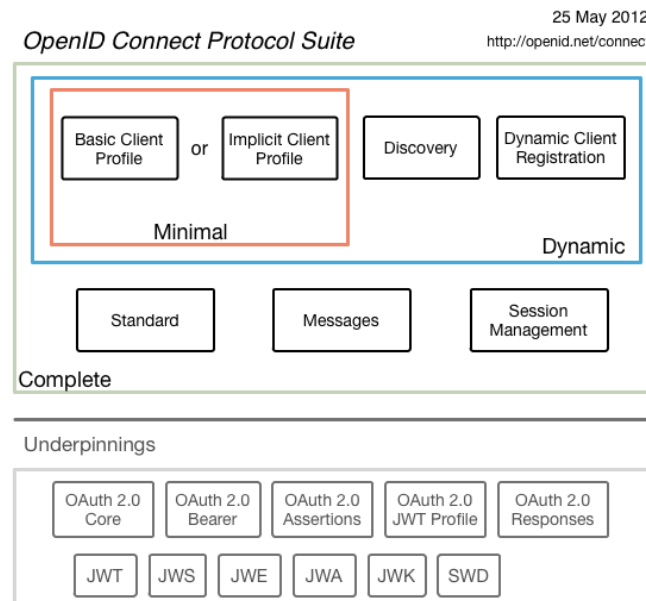 25 May 2012
OpenID Connect Protocol Suite
http://openid.net/connect
Basic Client
Profile
or
Implicit Client
Profile
Discovery
Dynamic Client
Registration
Minimal
Dynamic
Standard
Messages
Session
Management
Complete
Underpinnings
OAuth 2.0
Core
OAuth 2.0
Bearer
OAuth 2.0
Assertions
OAuth 2.0
JWT Profile
OAuth 2.0
Responses
JWT
JWS
JWE
JWA
JWK
SWD